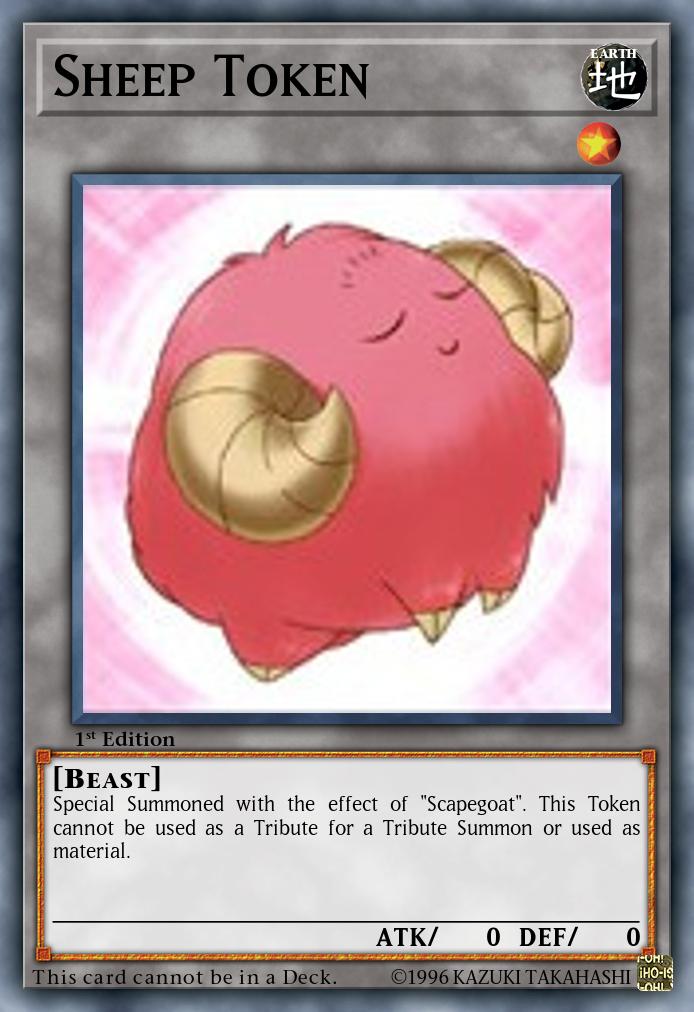 Sheep Token
EARTH
地
1st Edition
[Beast]
Special Summoned with the effect of "Scapegoat". This Token
cannot be used as a Tribute for a Tribute Summon or used as
material.
ATK/ 0 DEF/ 0
This card cannot be in a Deck. ©1996 KAZUKI TAKAHASHI